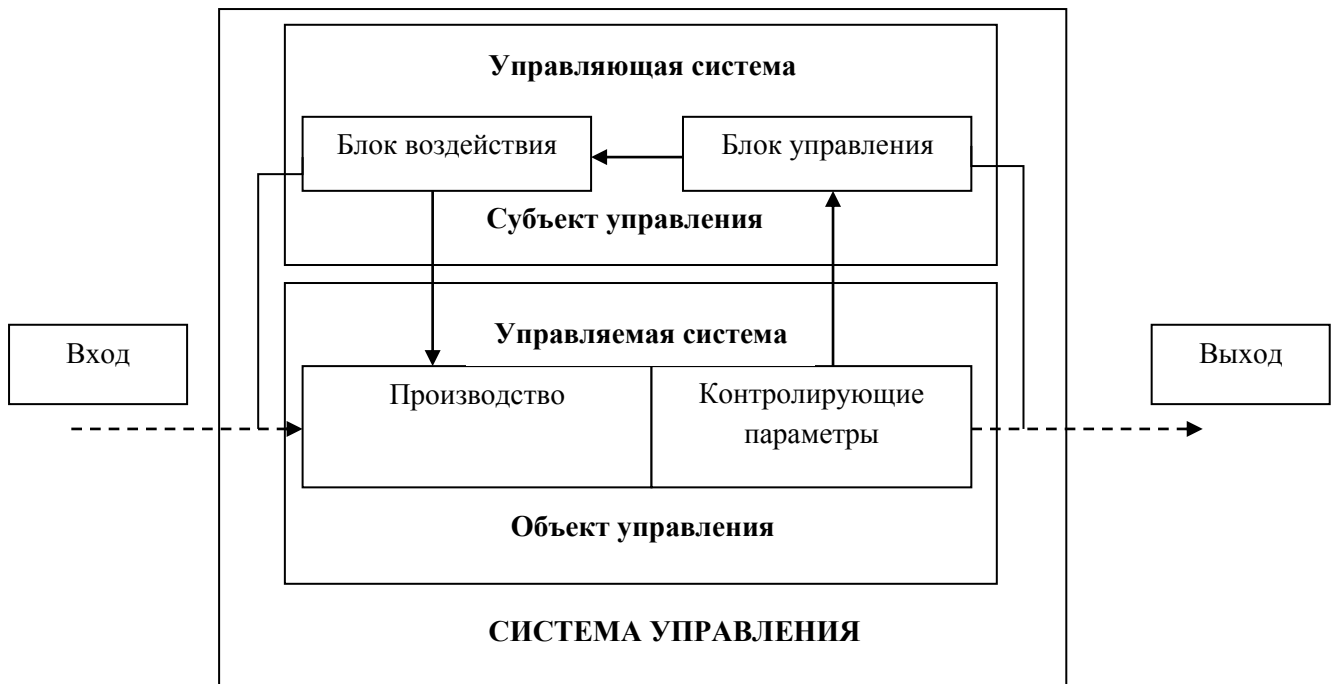 Управляющая система
Блок воздействия
Блок управления
Субъект управления
Управляемая система
Вход
Выход
Производство
Контролирующие
параметры
Объект управления
СИСТЕМА УПРАВЛЕНИЯ